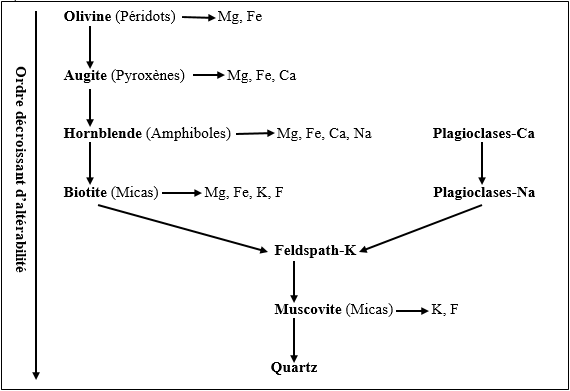 Ordre décroissant d'altérabilité
Olivine (Péridots) Mg, Fe
Augite (Pyroxènes) Mg, Fe, Ca
Hornblende (Amphiboles) Mg, Fe, Ca, Na Plagioclases-Ca
Biotite (Micas) Mg, Fe, K, F Plagioclases-Na
Feldspath-K
Muscovite (Micas) K, F
Quartz